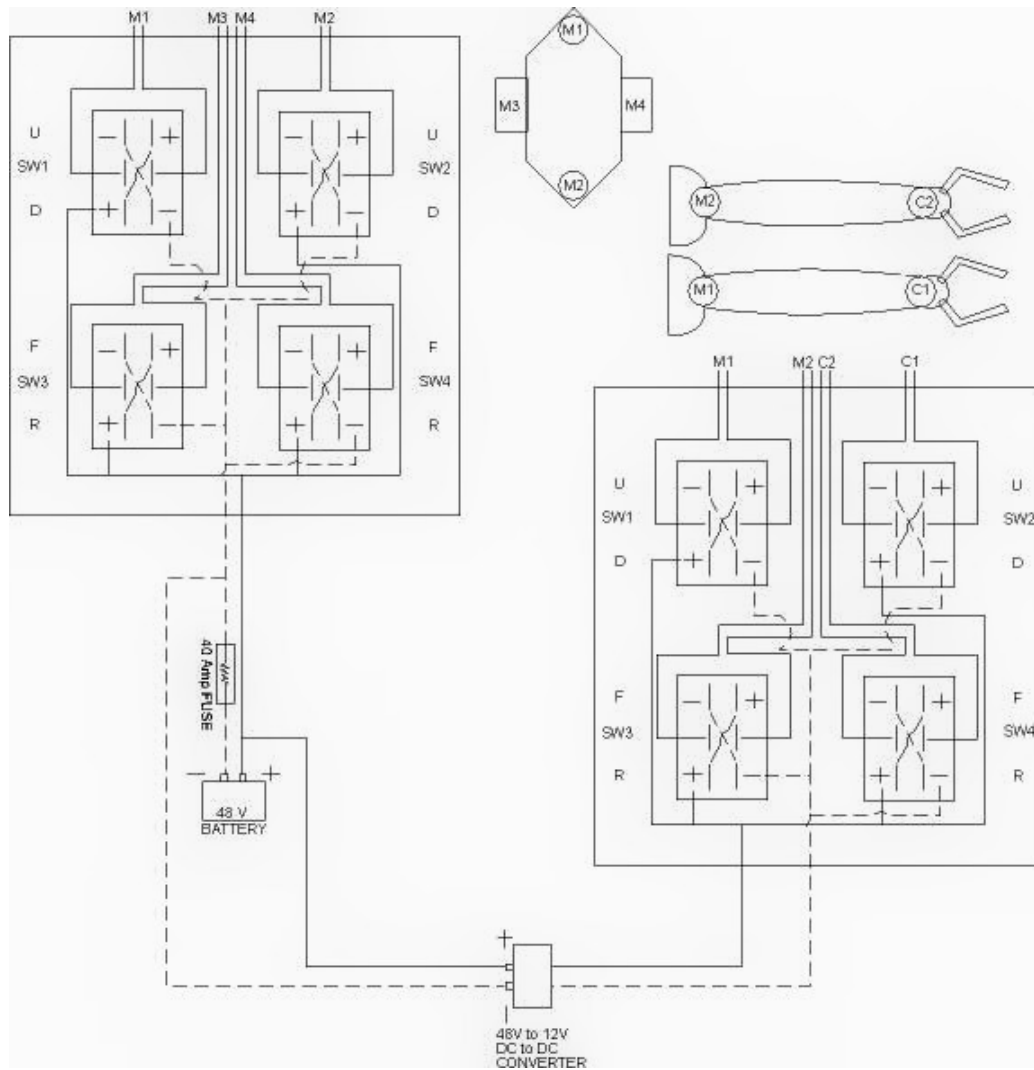 M1 M3 M4 M2
M1
M3 M4
M2
U U
SW1 SW2
D D
- + - +
+ - + -
F F
SW3 SW4
R R
- + - +
+ - + -
M2 C2
M1 C1
M1 M2 C2 C1
U U
SW1 SW2
D D
- + - +
+ - + -
F F
SW3 SW4
R R
- + - +
+ - + -
40 Amp FUSE
- +
48 V
BATTERY
+
-
48V to 12V
DC to DC
CONVERTER